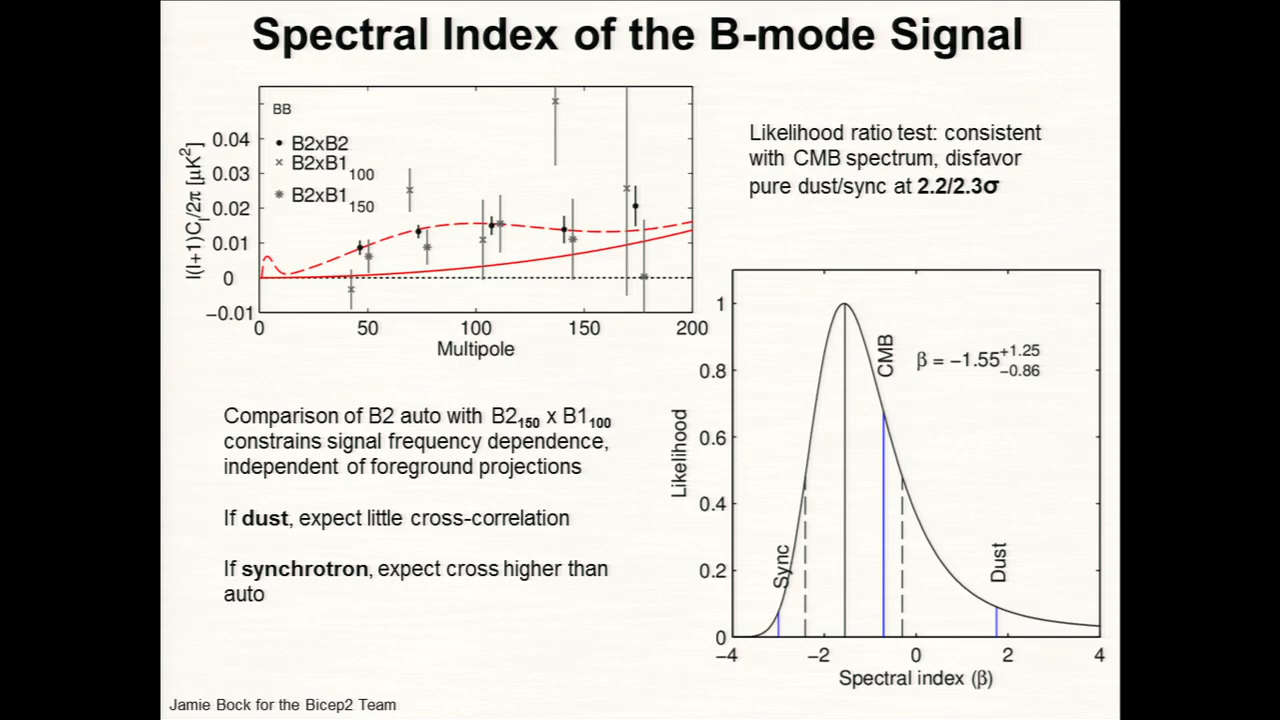 Spectral Index of the B-mode Signal
BB
B2xB2
B2xB1100
B2xB1150
l(l+1)Cl/2π [μK2]
0.04
0.03
0.02
0.01
0
−0.01
0 50 100 150 200
Multipole
Likelihood ratio test: consistent
with CMB spectrum, disfavor
pure dust/sync at 2.2/2.3σ
Comparison of B2 auto with B2150 x B1100
constrains signal frequency dependence,
independent of foreground projections
If dust, expect little cross-correlation
If synchrotron, expect cross higher than
auto
Likelihood
1
0.8
0.6
0.4
0.2
0
Sync
CMB
Dust
β = −1.55+1.25−0.86
−4 −2 0 2 4
Spectral index (β)
Jamie Bock for the Bicep2 Team